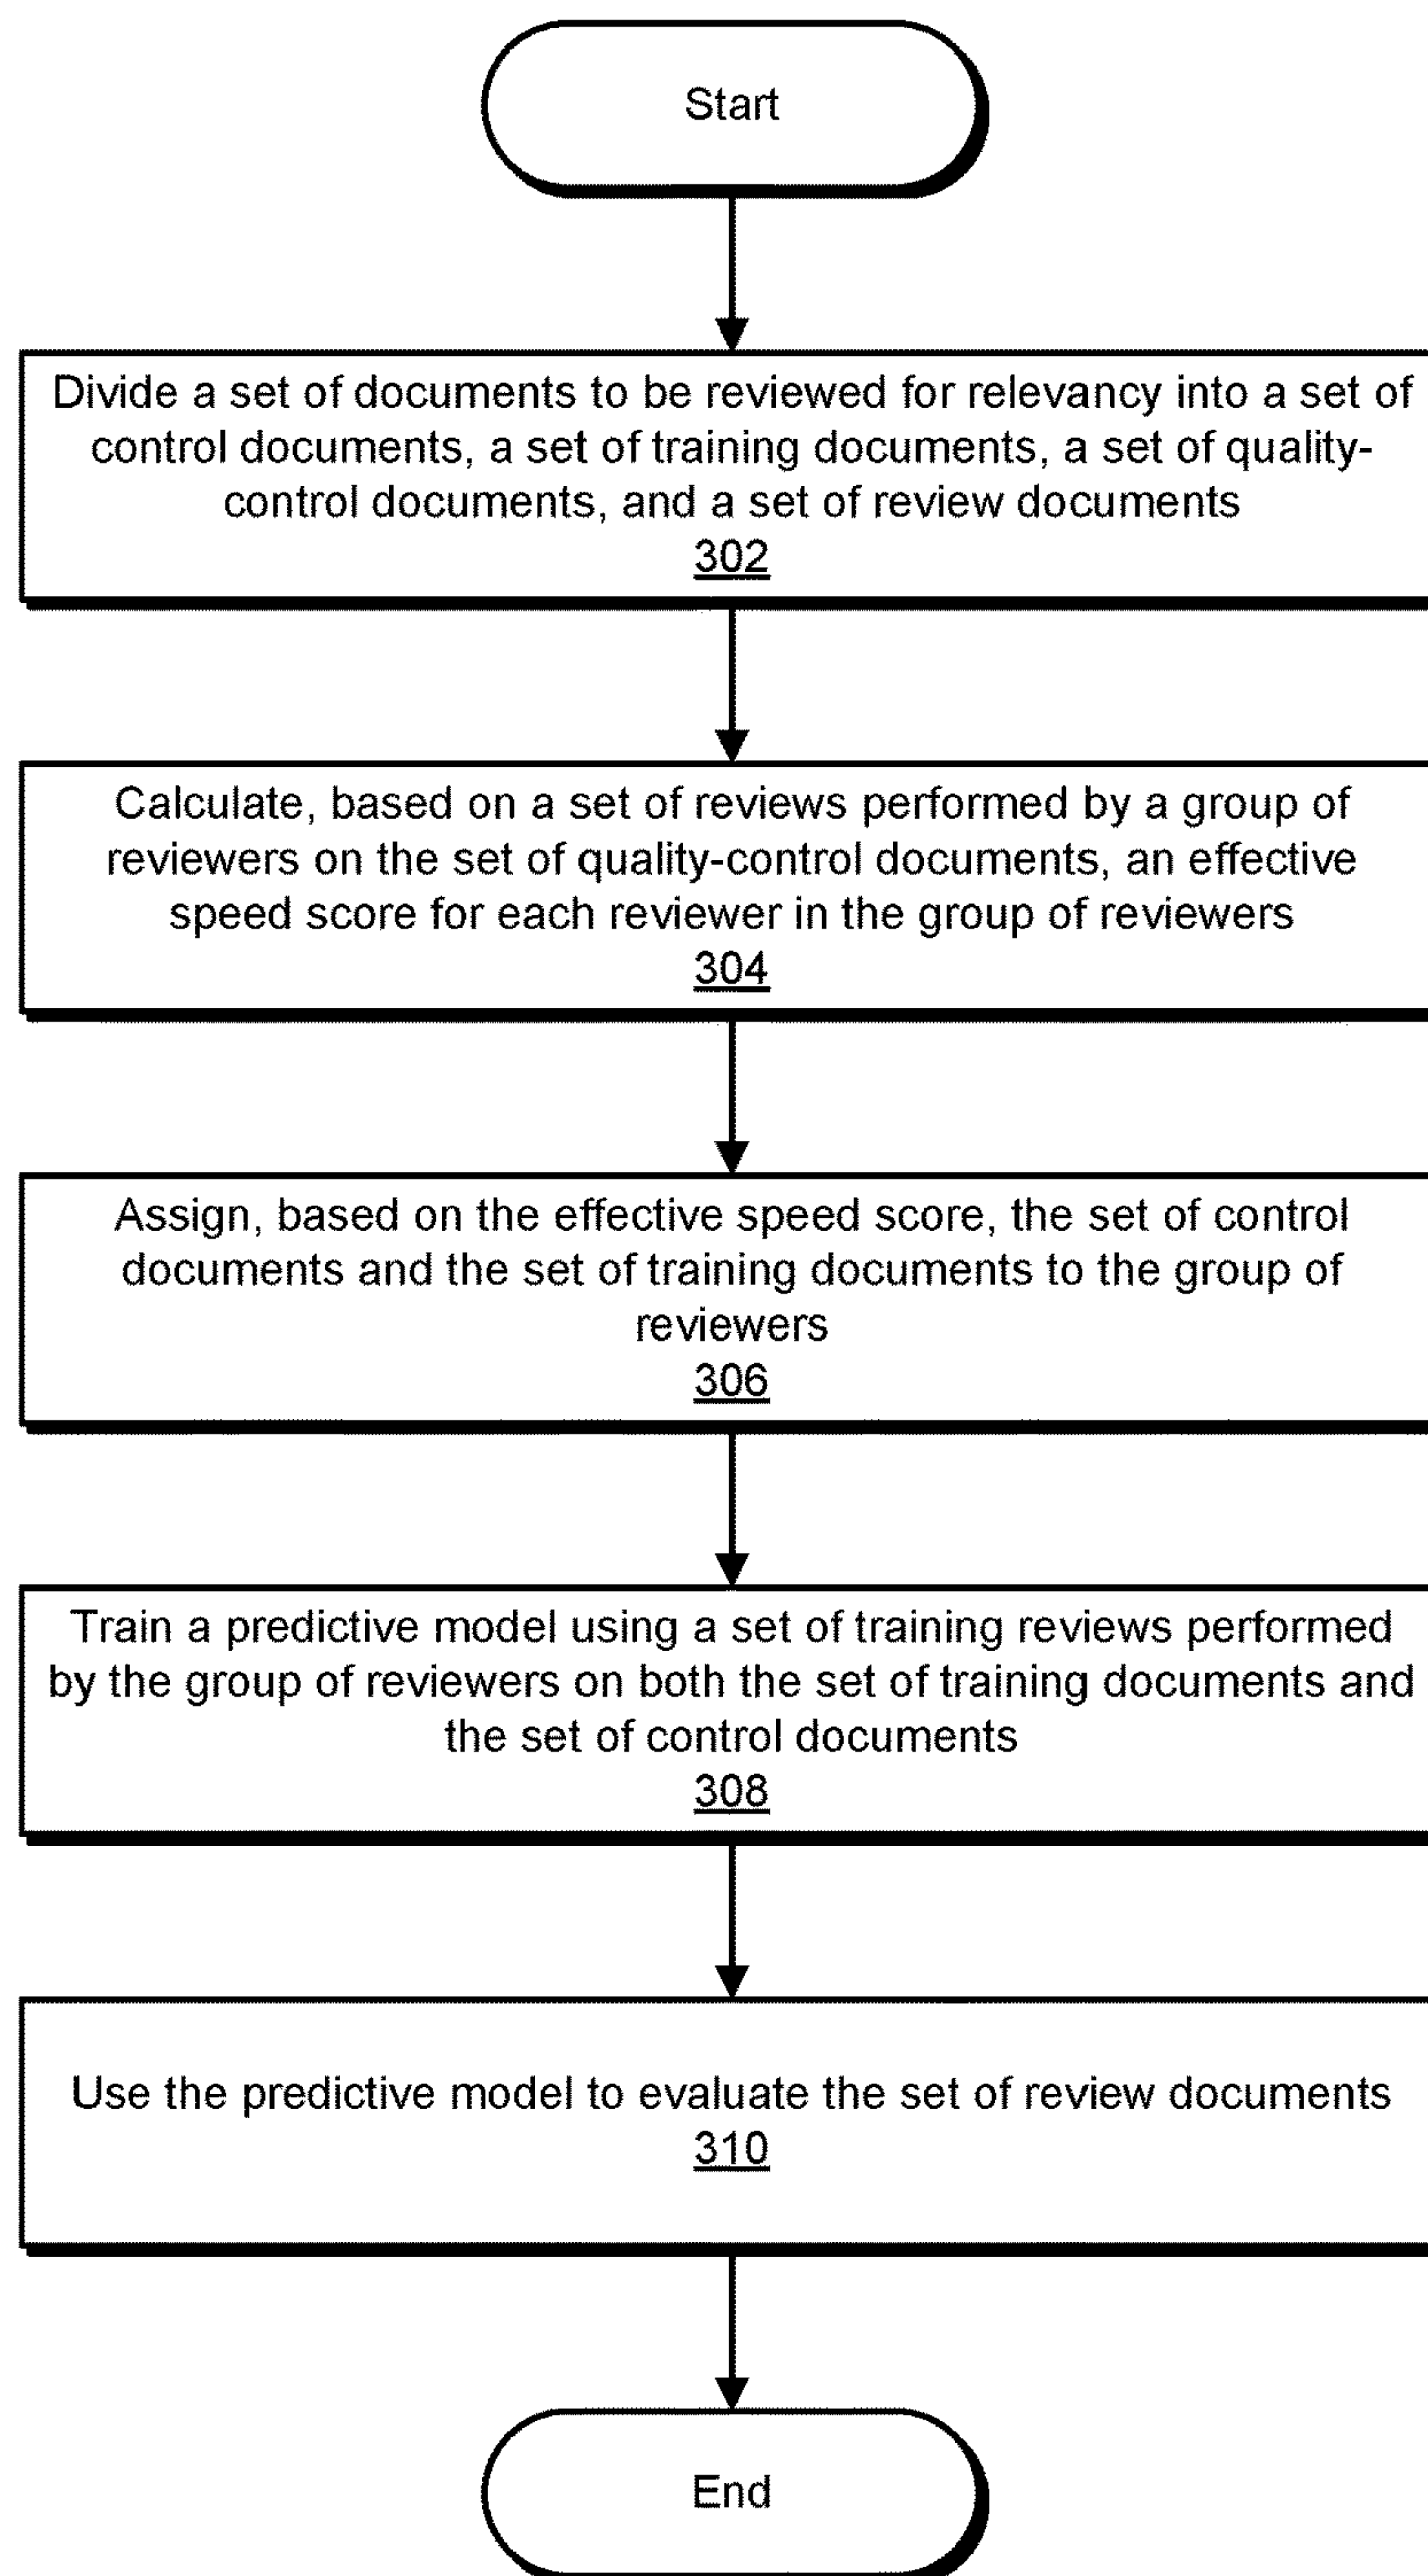 Start
Divide a set of documents to be reviewed for relevancy into a set of
control documents, a set of training documents, a set of quality-
control documents, and a set of review documents
302
Calculate, based on a set of reviews performed by a group of
reviewers on the set of quality-control documents, an effective
speed score for each reviewer in the group of reviewers
304
Assign, based on the effective speed score, the set of control
documents and the set of training documents to the group of
reviewers
306
Train a predictive model using a set of training reviews performed
by the group of reviewers on both the set of training documents and
the set of control documents
308
Use the predictive model to evaluate the set of review documents
310
End